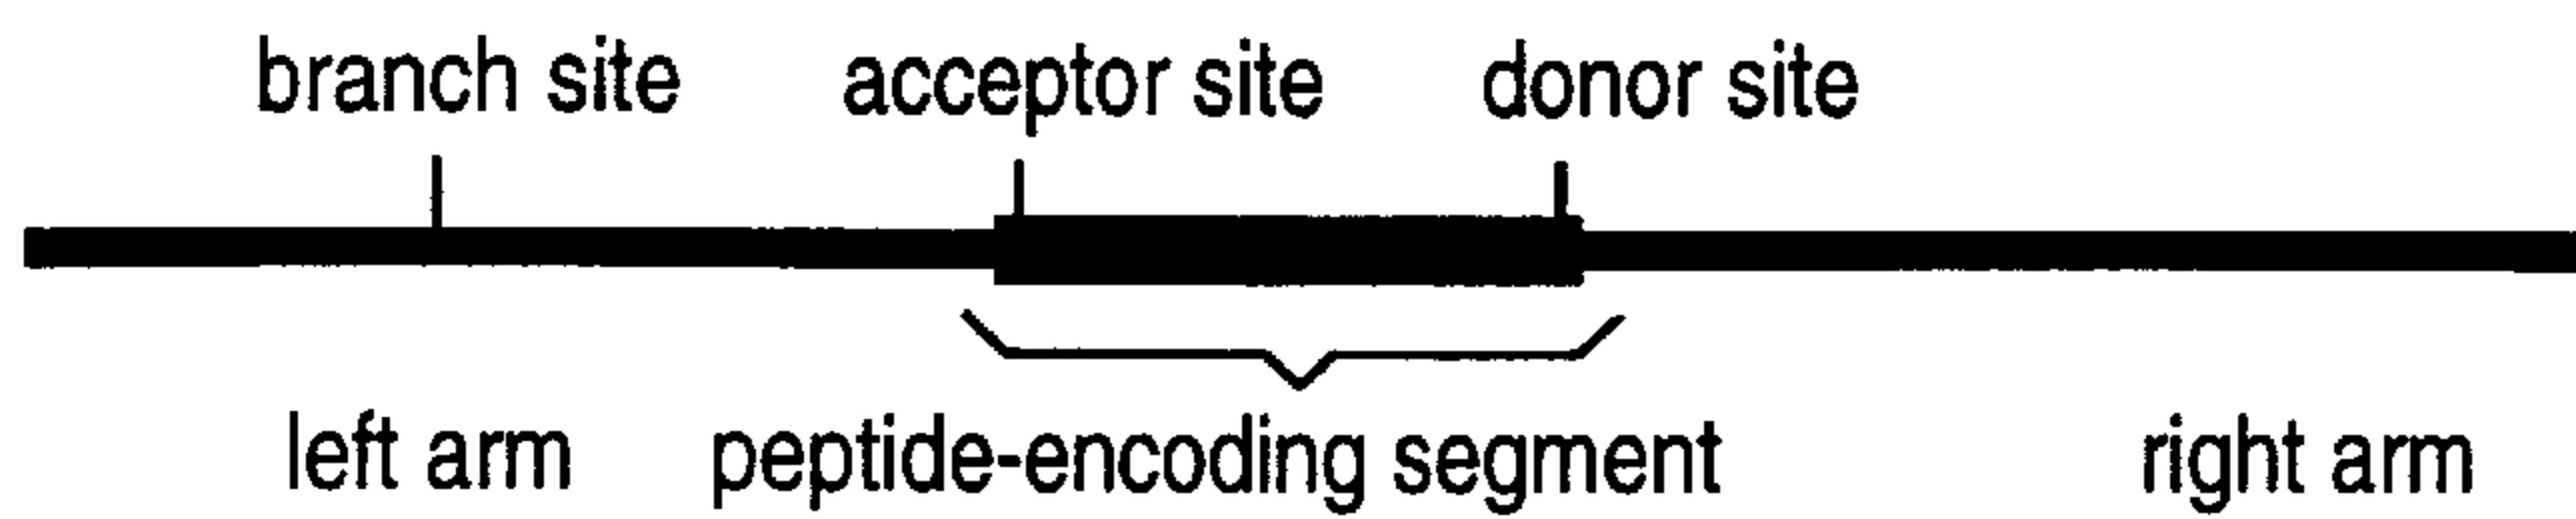 branch site acceptor site donor site
left arm peptide-encoding segment right arm